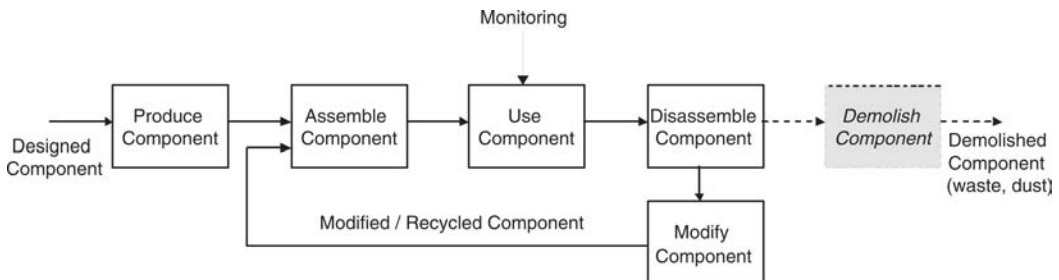 Monitoring
Produce
Component
Assemble
Component
Use
Component
Disassemble
Component
Demolish
Component
Designed
Component
Demolished
Component
(waste, dust)
Modified / Recycled Component
Modify
Component